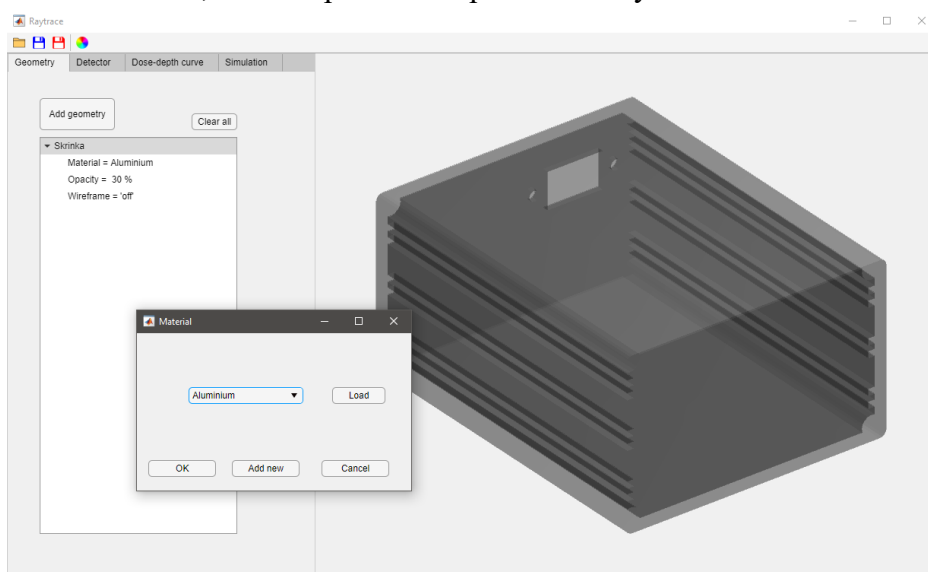 Raytrace
Geometry Detector Dose-depth curve Simulation
Add geometry
Clear all
Skrinka
Material = Aluminium
Opacity = 30 %
Wireframe = 'off'
Material
Aluminium Load
OK Add new Cancel